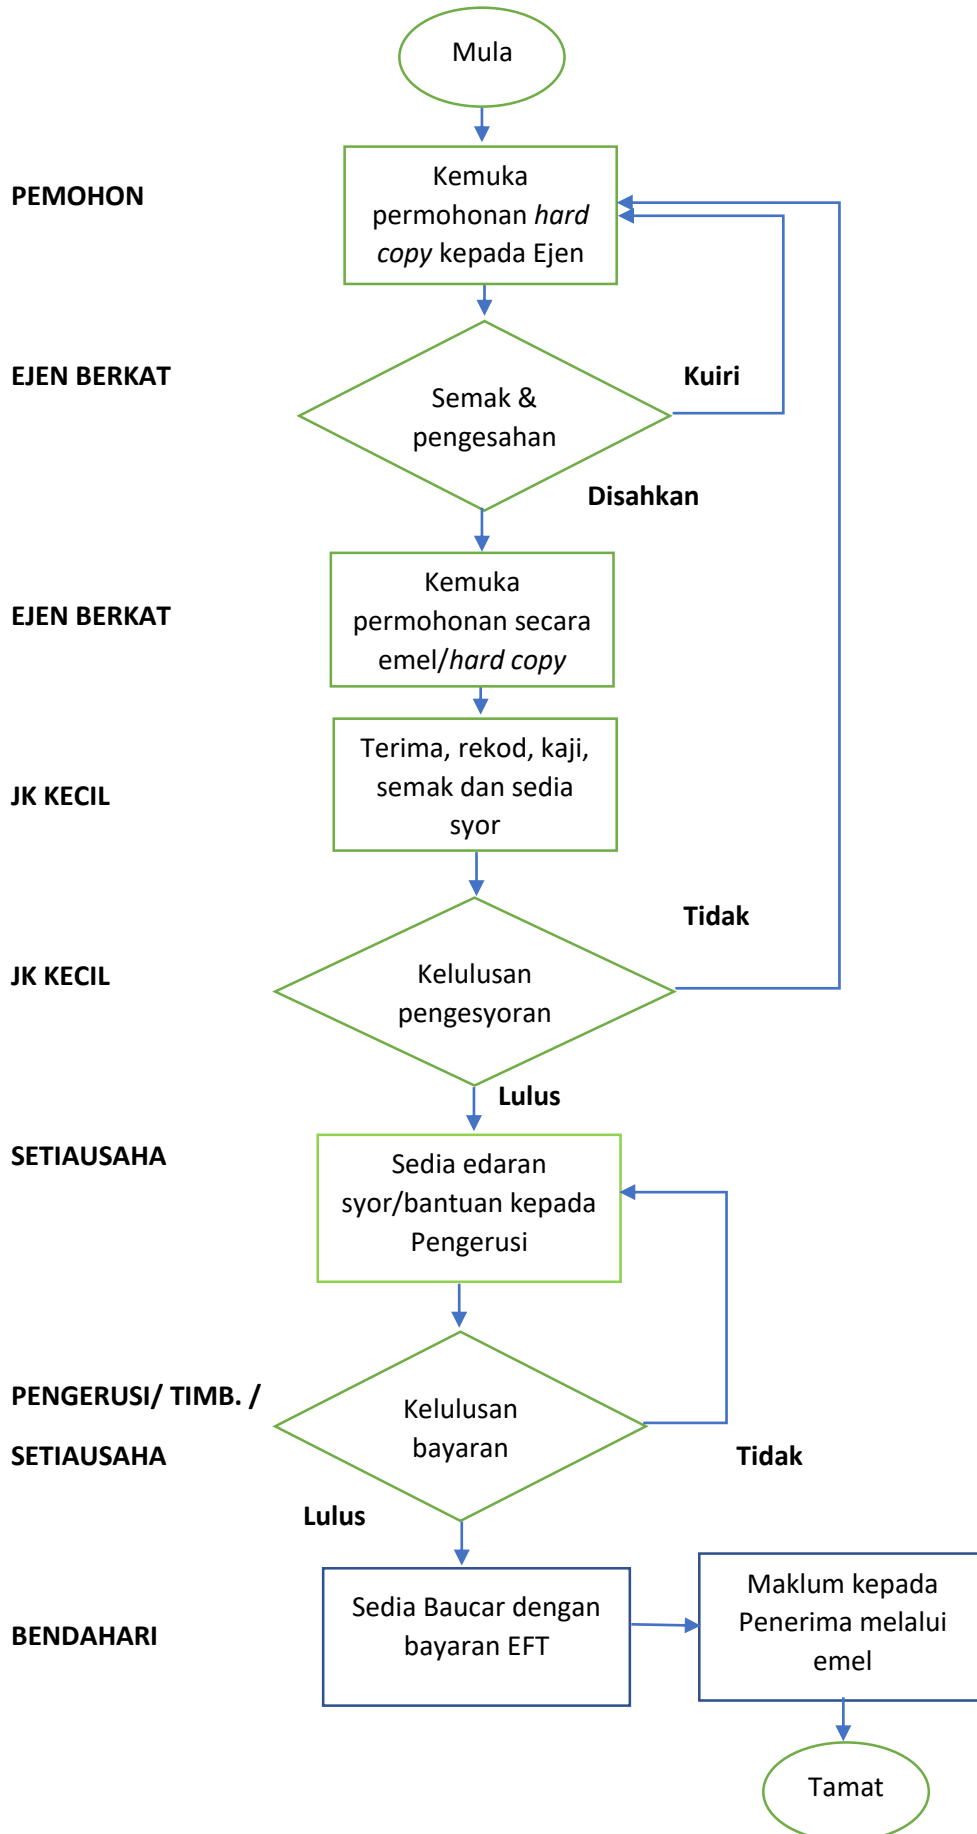 Mula
PEMOHON
Kemuka
permohonan hard
copy kepada Ejen
EJEN BERKAT
Kuiri
Semak &
pengesahan
Disahkan
EJEN BERKAT
Kemuka
permohonan secara
emel/hard copy
JK KECIL
Terima, rekod, kaji,
semak dan sedia
syor
Tidak
JK KECIL
Kelulusan
pengesyoran
Lulus
SETIAUSAHA
Sedia edaran
syor/bantuan kepada
Pengerusi
PENGERUSI/ TIMB. /
SETIAUSAHA
Kelulusan
bayaran
Tidak
Lulus
BENDAHARI
Sedia Baucar dengan
bayaran EFT
Maklum kepada
Penerima melalui
emel
Tamat